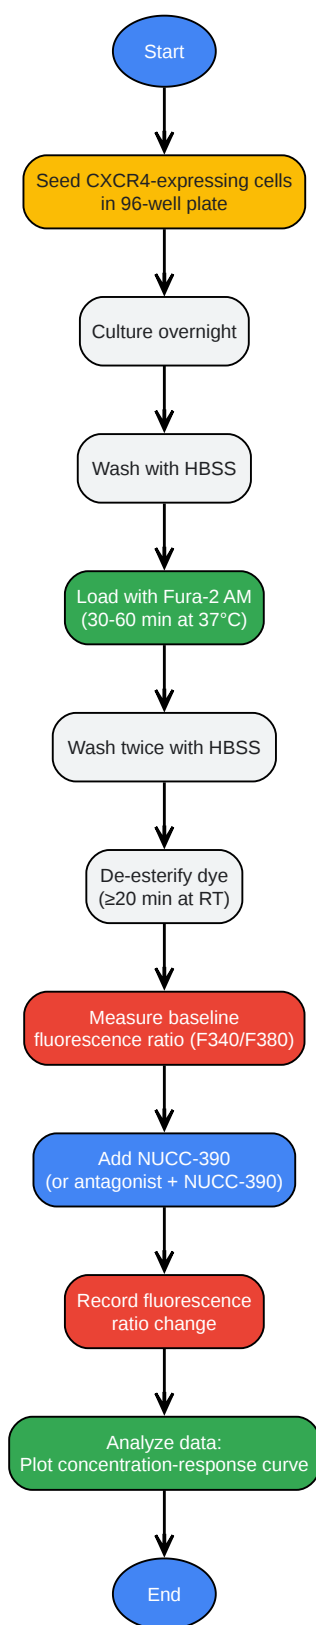 Start
Seed CXCR4-expressing cells
in 96-well plate
Culture overnight
Wash with HBSS
Load with Fura-2 AM
(30-60 min at 37°C)
Wash twice with HBSS
De-esterify dye
(≥20 min at RT)
Measure baseline
fluorescence ratio (F340/F380)
Add NUCC-390
(or antagonist + NUCC-390)
Record fluorescence
ratio change
Analyze data:
Plot concentration-response curve
End